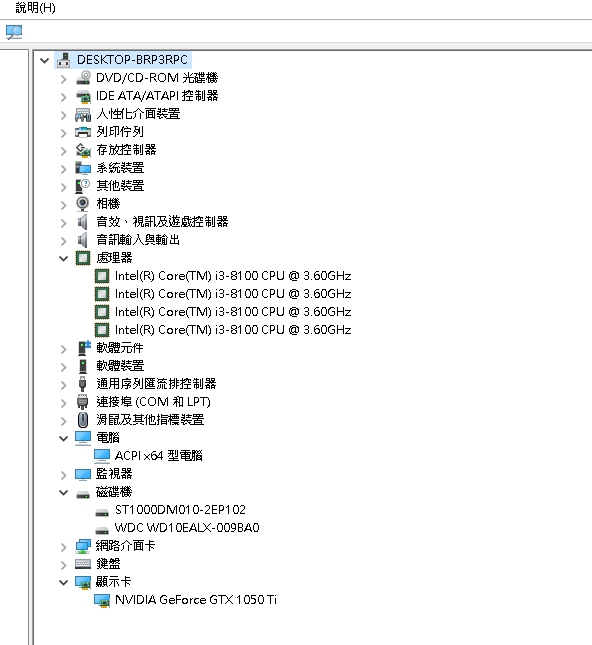 說明(H)
DESKTOP-BRP3RPC
DVD/CD-ROM 光碟機
IDE ATA/ATAPI 控制器
人性化介面裝置
列印佇列
存放控制器
系統裝置
其他裝置
相機
音效、視訊及遊戲控制器
音訊輸入與輸出
處理器
Intel(R) Core(TM) i3-8100 CPU @ 3.60GHz
Intel(R) Core(TM) i3-8100 CPU @ 3.60GHz
Intel(R) Core(TM) i3-8100 CPU @ 3.60GHz
Intel(R) Core(TM) i3-8100 CPU @ 3.60GHz
軟體元件
軟體裝置
通用序列匯流排控制器
連接埠 (COM 和 LPT)
滑鼠及其他指標裝置
電腦
ACPI x64 型電腦
監視器
磁碟機
ST1000DM010-2EP102
WDC WD10EALX-009BA0
網路介面卡
鍵盤
顯示卡
NVIDIA GeForce GTX 1050 Ti